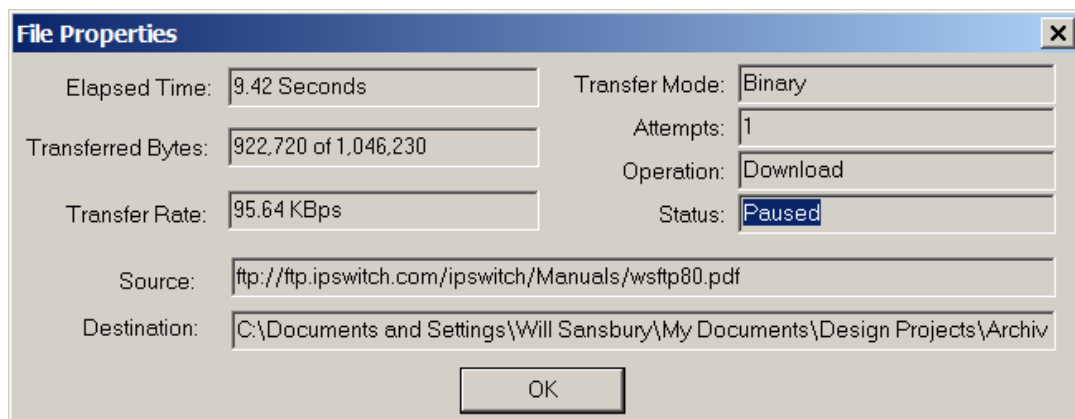 File Properties
Elapsed Time: 9.42 Seconds
Transfer Mode: Binary
Transferred Bytes: 922,720 of 1,046,230
Attempts: 1
Operation: Download
Transfer Rate: 95.64 KBps
Status: Paused
Source: ftp://ftp.ipswitch.com/ipswitch/Manuals/wsftp80.pdf
Destination: C:\Documents and Settings\Will Sansbury\My Documents\Design Projects\Archiv
OK